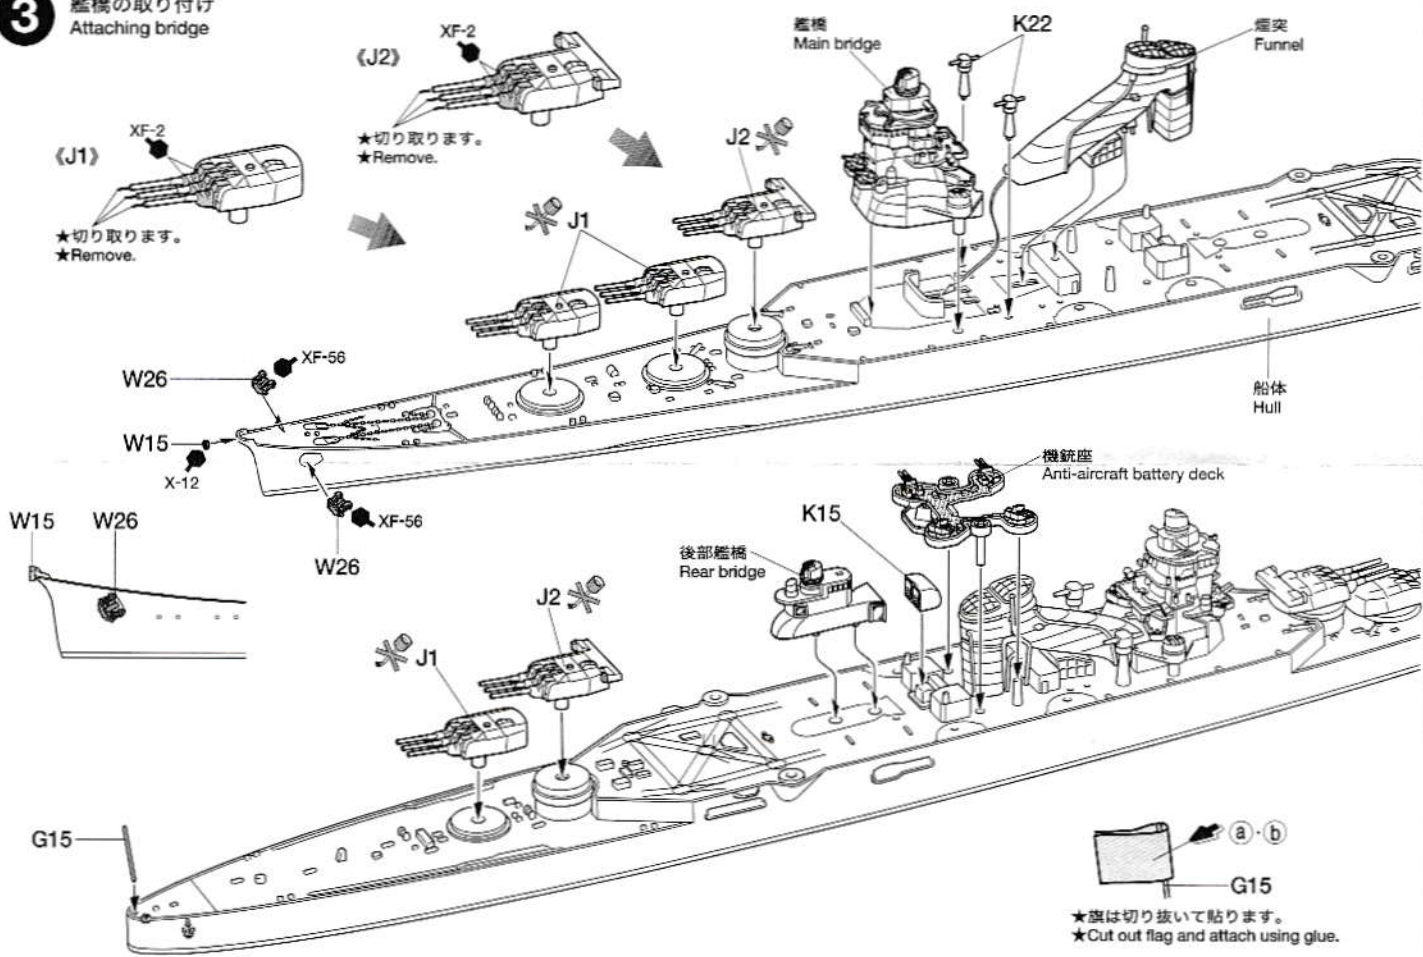 3
艦橋の取り付け
Attaching bridge
《J2》
XF-2
★切り取ります。
★Remove.
《J1》
XF-2
★切り取ります。
★Remove.
J1
J2
艦橋
Main bridge
K22
煙突
Funnel
W26
XF-56
W15
X-12
XF-56
W26
船体
Hull
W15
W26
機銃座
Anti-aircraft battery deck
K15
後部艦橋
Rear bridge
J2
J1
G15
ⓐ・ⓑ
G15
★旗は切り抜いて貼ります。
★Cut out flag and attach using glue.